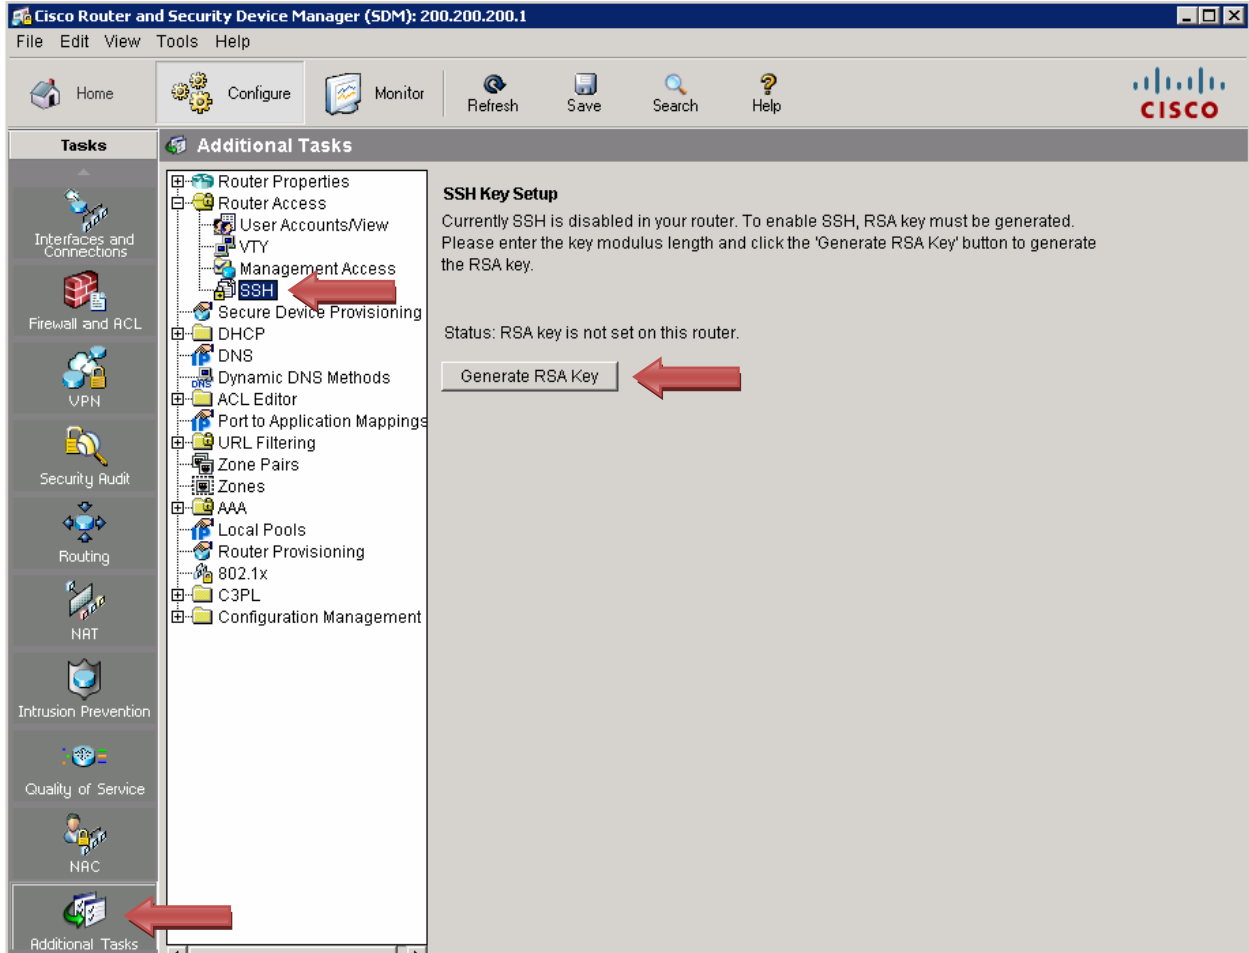 Cisco Router and Security Device Manager (SDM): 200.200.200.1
File Edit View Tools Help
Home Configure Monitor Refresh Save Search Help
CISCO
Tasks
Additional Tasks
Interfaces and
Connections
Firewall and ACL
VPN
Security Audit
Routing
NAT
Intrusion Prevention
Quality of Service
NAC
Additional Tasks
Router Properties
Router Access
User Accounts/View
VTY
Management Access
SSH
Secure Device Provisioning
DHCP
DNS
DNS
Dynamic DNS Methods
ACL Editor
Port to Application Mappings
URL Filtering
Zone Pairs
Zones
AAA
Local Pools
Router Provisioning
802.1x
C3PL
Configuration Management
SSH Key Setup
Currently SSH is disabled in your router. To enable SSH, RSA key must be generated.
Please enter the key modulus length and click the 'Generate RSA Key' button to generate
the RSA key.
Status: RSA key is not set on this router.
Generate RSA Key